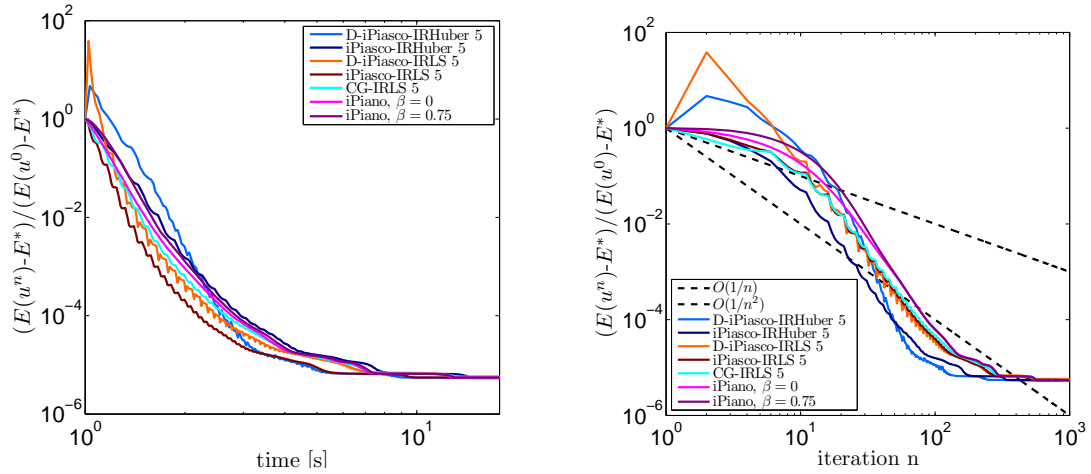 10^2
10^0
10^-2
10^-4
10^-6
(E(u^n)-E*)/(E(u^0)-E*)
D-iPiasco-IRHuber 5
iPiasco-IRHuber 5
D-iPiasco-IRLS 5
iPiasco-IRLS 5
CG-IRLS 5
iPiano, β = 0
iPiano, β = 0.75
10^0
10^1
time [s]
10^2
10^0
10^-2
10^-4
10^-6
(E(u^n)-E*)/(E(u^0)-E*)
O(1/n)
O(1/n^2)
D-iPiasco-IRHuber 5
iPiasco-IRHuber 5
D-iPiasco-IRLS 5
iPiasco-IRLS 5
CG-IRLS 5
iPiano, β = 0
iPiano, β = 0.75
10^0
10^1
10^2
10^3
iteration n